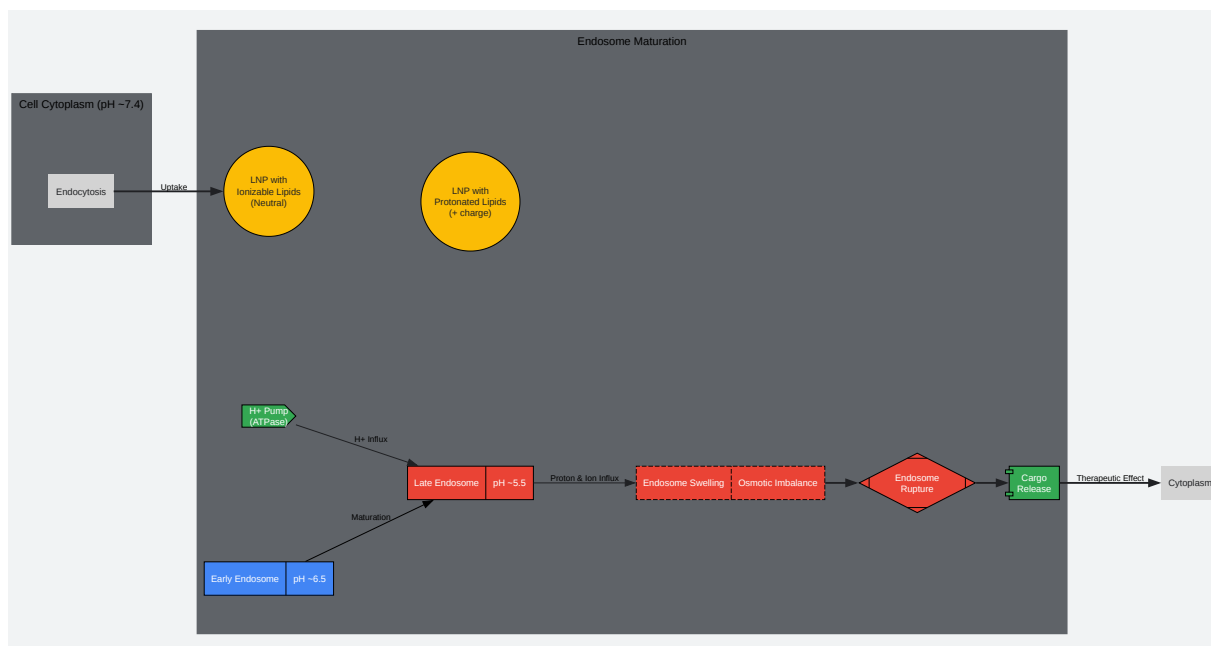 Endosome Maturation
Cell Cytoplasm (pH ~7.4)
Endocytosis
Uptake
LNP with
Ionizable Lipids
(Neutral)
LNP with
Protonated Lipids
(+ charge)
H+ Pump
(ATPase)
H+ Influx
Late Endosome
pH ~5.5
Proton & Ion Influx
Endosome Swelling
Osmotic Imbalance
Endosome
Rupture
Cargo
Release
Therapeutic Effect
Cytoplasm
Maturation
Early Endosome
pH ~6.5